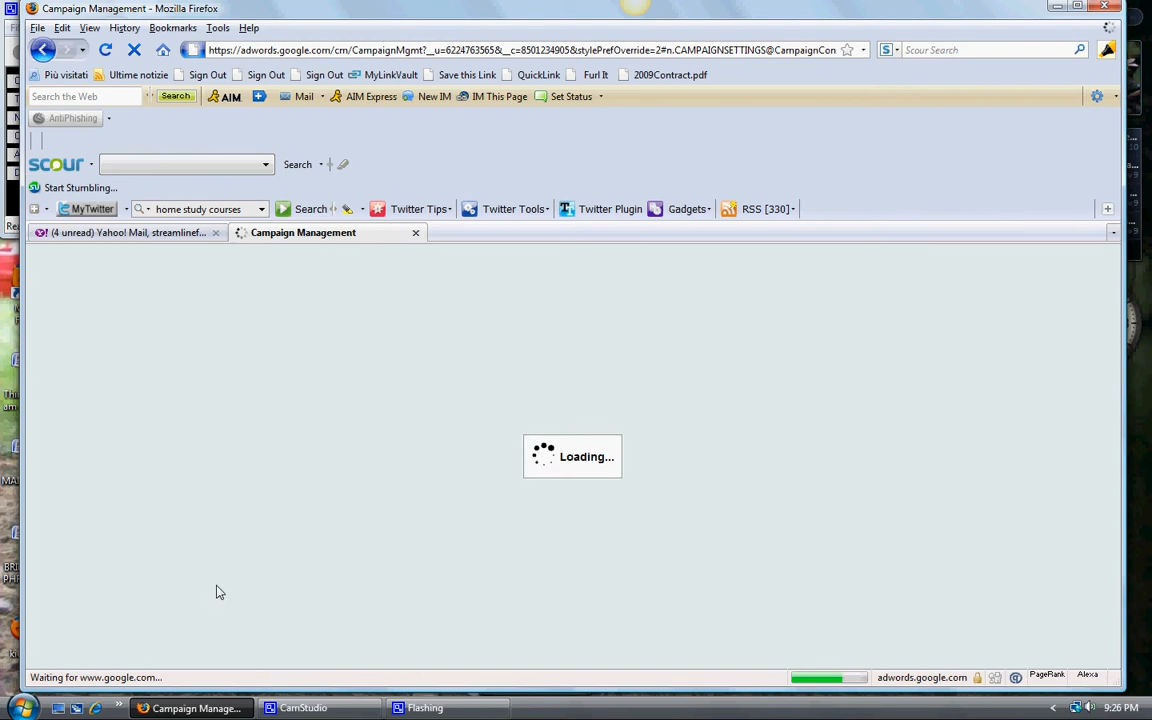 Campaign Management - Mozilla Firefox
File Edit View History Bookmarks Tools Help
https://adwords.google.com/cm/CampaignMgmt?__u=6224763565&__c=8501234905&stylePrefOverride=2#n.CAMPAIGNSETTINGS@CampaignCon
S Scour Search
Più visitati Ultime notizie Sign Out Sign Out Sign Out MyLinkVault Save this Link QuickLink Furl It 2009Contract.pdf
Search the Web Search AIM Mail AIM Express New IM IM This Page Set Status
AntiPhishing
scour Search
Start Stumbling...
MyTwitter home study courses Search Twitter Tips Twitter Tools Twitter Plugin Gadgets RSS [330]
(4 unread) Yahoo! Mail, streamlinef... Campaign Management
Loading...
Waiting for www.google.com... adwords.google.com PageRank Alexa
Campaign Manage... CamStudio Flashing 9:26 PM